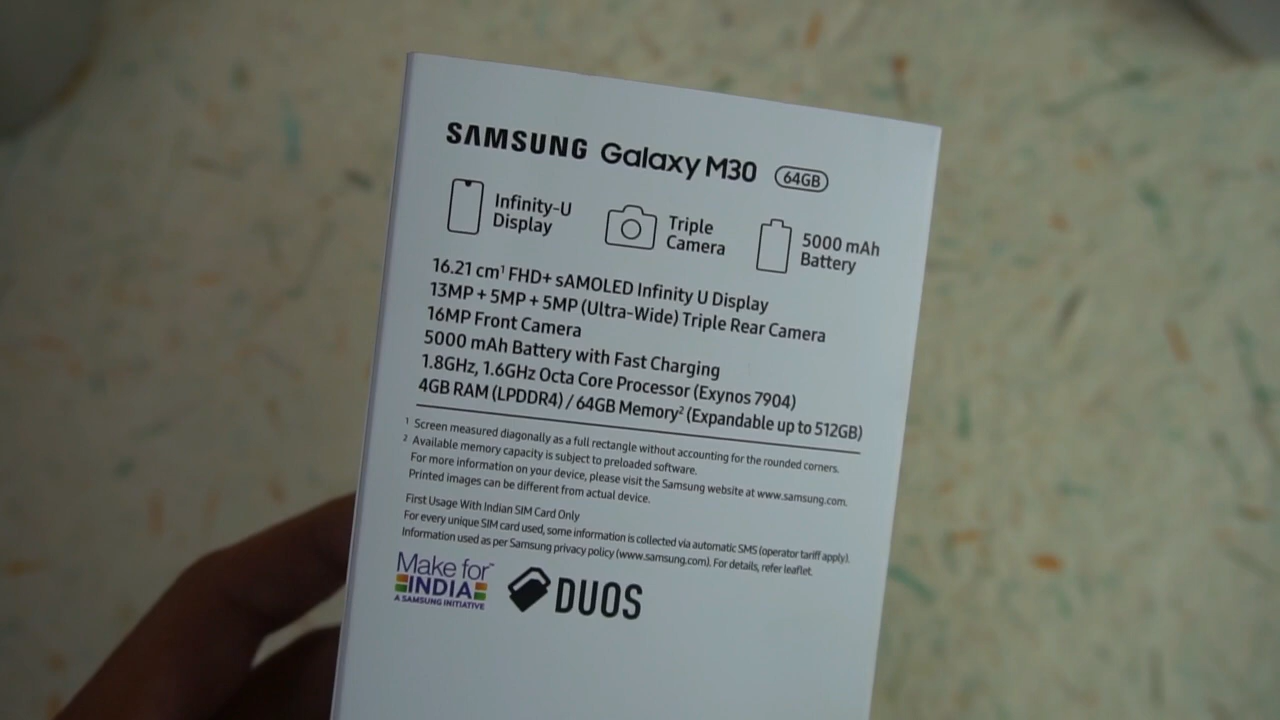 SAMSUNG Galaxy M30 64GB
Infinity-U
Display
Triple
Camera
5000 mAh
Battery
16.21 cm¹ FHD+ sAMOLED Infinity U Display
13MP + 5MP + 5MP (Ultra-Wide) Triple Rear Camera
16MP Front Camera
5000 mAh Battery with Fast Charging
1.8GHz, 1.6GHz Octa Core Processor (Exynos 7904)
4GB RAM (LPDDR4) / 64GB Memory² (Expandable up to 512GB)
¹ Screen measured diagonally as a full rectangle without accounting for the rounded corners.
² Available memory capacity is subject to preloaded software.
For more information on your device, please visit the Samsung website at www.samsung.com.
Printed images can be different from actual device.
First Usage With Indian SIM Card Only
For every unique SIM card used, some information is collected via automatic SMS (operator tariff apply).
Information used as per Samsung privacy policy (www.samsung.com). For details, refer leaflet.
Make for™
INDIA
A SAMSUNG INITIATIVE
DUOS